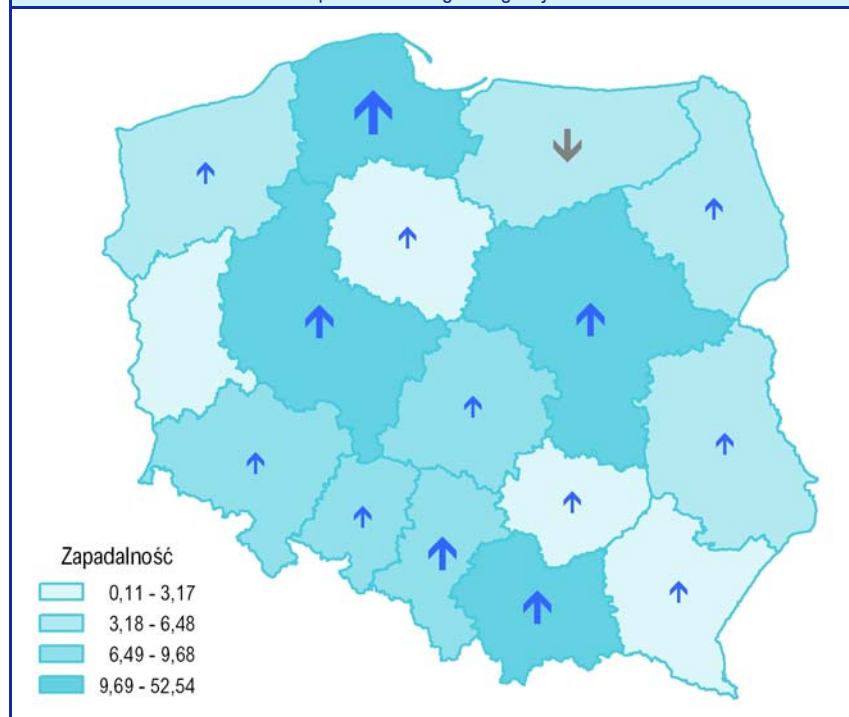 Zapadalność
0,11 - 3,17
3,18 - 6,48
6,49 - 9,68
9,69 - 52,54